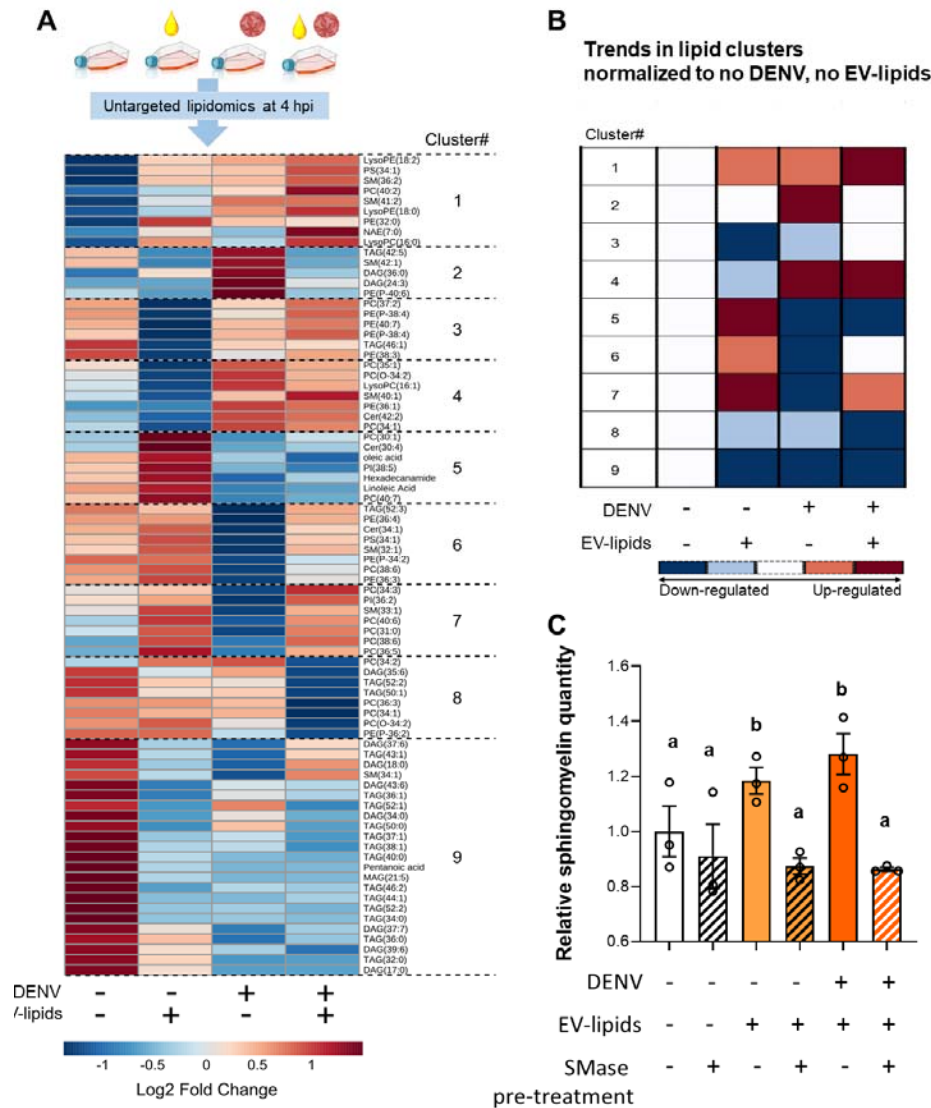 A
Untargeted lipidomics at 4 hpi
Cluster#
LysoPE(18:2)
PS(34:1)
SM(36:2)
PC(40:2)
SM(41:2)
LysoPE(18:0)
PE(32:0)
NAE(7:0)
LysoPC(16:0)
1
TAG(42:5)
SM(42:1)
DAG(36:0)
DAG(24:3)
PE(P-40:6)
2
PC(37:2)
PE(P-38:4)
PE(40:7)
PE(P-38:4)
TAG(46:1)
PE(38:3)
3
PC(35:1)
PC(O-34:2)
LysoPC(16:1)
SM(40:1)
PE(36:1)
Cer(42:2)
PC(34:1)
4
PC(30:1)
Cer(30:4)
oleic acid
PI(38:5)
Hexadecanamide
Linoleic Acid
PC(40:7)
5
TAG(52:3)
PE(36:4)
Cer(34:1)
PS(34:1)
SM(32:1)
PE(P-34:2)
PC(38:6)
PE(36:3)
6
PC(34:3)
PI(36:2)
SM(33:1)
PC(40:6)
PC(31:0)
PC(38:6)
PC(36:5)
7
PC(34:2)
DAG(35:6)
TAG(52:2)
TAG(50:1)
PC(36:3)
PC(34:1)
PC(O-34:2)
PE(P-36:2)
8
DAG(37:6)
TAG(43:1)
DAG(18:0)
SM(34:1)
DAG(43:6)
TAG(36:1)
TAG(52:1)
DAG(34:0)
TAG(50:0)
TAG(37:1)
TAG(38:1)
TAG(40:0)
Pentanoic acid
MAG(21:5)
TAG(46:2)
TAG(44:1)
TAG(52:2)
TAG(34:0)
DAG(37:7)
TAG(36:0)
DAG(39:6)
TAG(32:0)
DAG(17:0)
9
DENV - - + +
/-lipids - + - +
-1 -0.5 0 0.5 1
Log2 Fold Change
B
Trends in lipid clusters
normalized to no DENV, no EV-lipids
Cluster#
1
2
3
4
5
6
7
8
9
DENV - - + +
EV-lipids - + - +
Down-regulated Up-regulated
C
Relative sphingomyelin quantity
1.6
1.4
1.2
1.0
0.8
0.6
a a b a b a
DENV - - - - + +
EV-lipids - - + + + +
SMase - + - + - +
pre-treatment